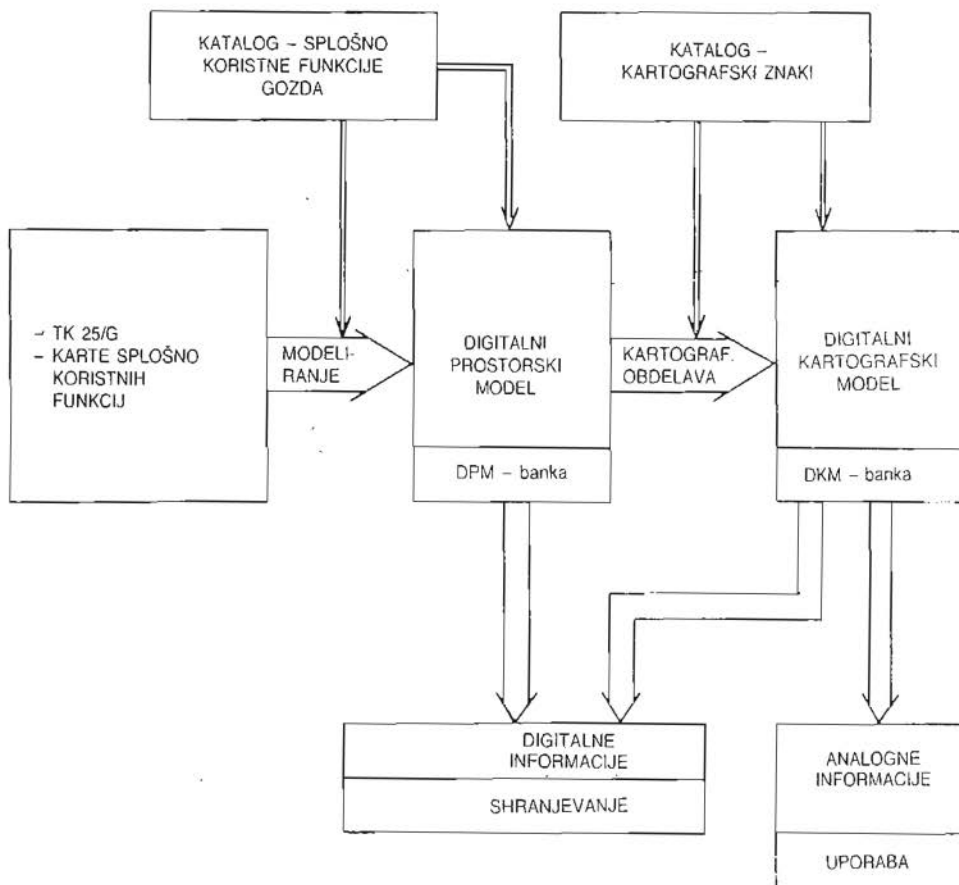 KATALOG – SPLOŠNO
KORISTNE FUNKCIJE
GOZDA
KATALOG –
KARTOGRAFSKI ZNAKI
– TK 25/G
– KARTE SPLOŠNO
KORISTNIH
FUNKCIJ
MODELI-
RANJE
DIGITALNI
PROSTORSKI
MODEL
DPM – banka
KARTOGRAF.
OBDELAVA
DIGITALNI
KARTOGRAFSKI
MODEL
DKM – banka
DIGITALNE
INFORMACIJE
SHRANJEVANJE
ANALOGNE
INFORMACIJE
UPORABA